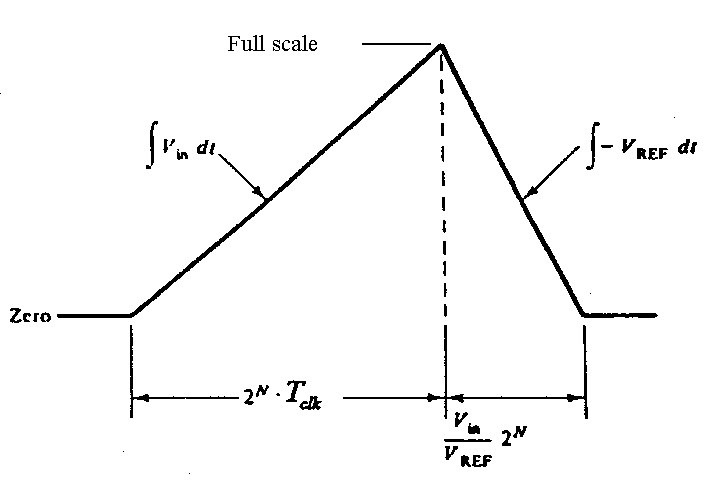 Full scale
∫ V_in dt
∫ − V_REF dt
Zero
2^N · T_clk
V_in / V_REF 2^N